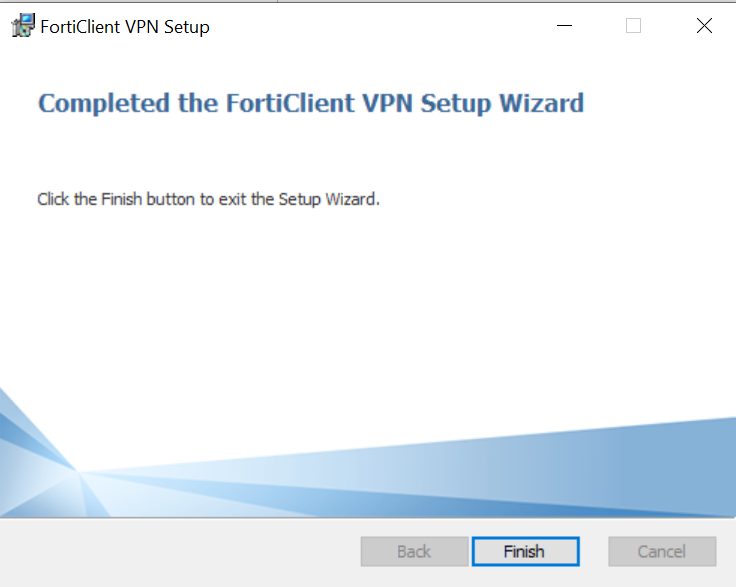 FortiClient VPN Setup
Completed the FortiClient VPN Setup Wizard
Click the Finish button to exit the Setup Wizard.
Back
Finish
Cancel